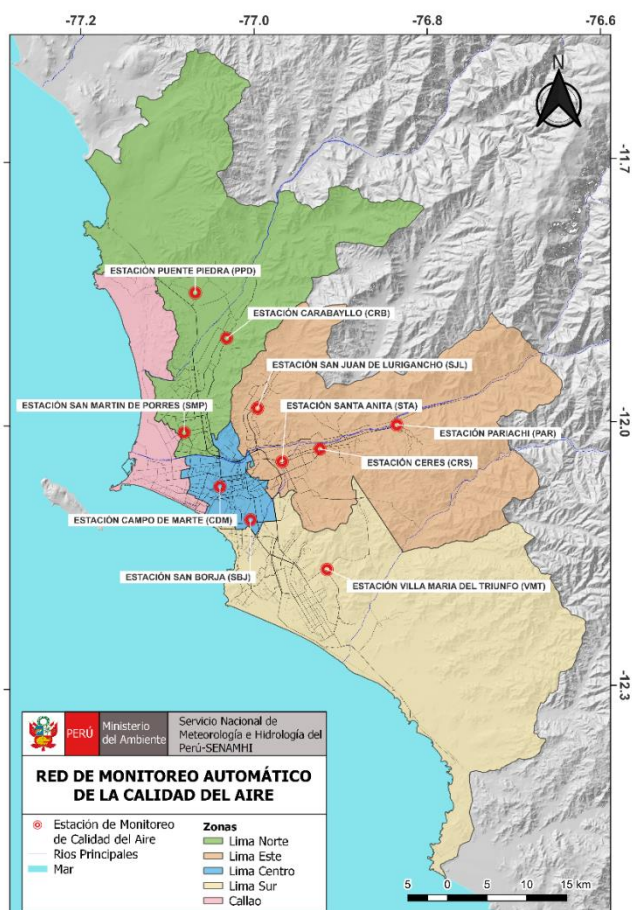 -77.2
-77.0
-76.8
-76.6
N
-11.7
ESTACIÓN PUENTE PIEDRA (PPD)
ESTACIÓN CARABAYLLO (CRB)
ESTACIÓN SAN JUAN DE LURIGANCHO (SJL)
ESTACIÓN SAN MARTIN DE PORRES (SMP)
ESTACIÓN SANTA ANITA (STA)
-12.0
ESTACIÓN PARIACHI (PAR)
ESTACIÓN CERES (CRS)
ESTACIÓN CAMPO DE MARTE (CDM)
ESTACIÓN SAN BORJA (SBJ)
ESTACIÓN VILLA MARIA DEL TRIUNFO (VMT)
-12.3
PERÚ
Ministerio
del Ambiente
Servicio Nacional de
Meteorología e Hidrología del
Perú-SENAMHI
RED DE MONITOREO AUTOMÁTICO
DE LA CALIDAD DEL AIRE
Estación de Monitoreo
de Calidad del Aire
Rios Principales
Mar
Zonas
Lima Norte
Lima Este
Lima Centro
Lima Sur
Callao
5 0 5 10 15 km